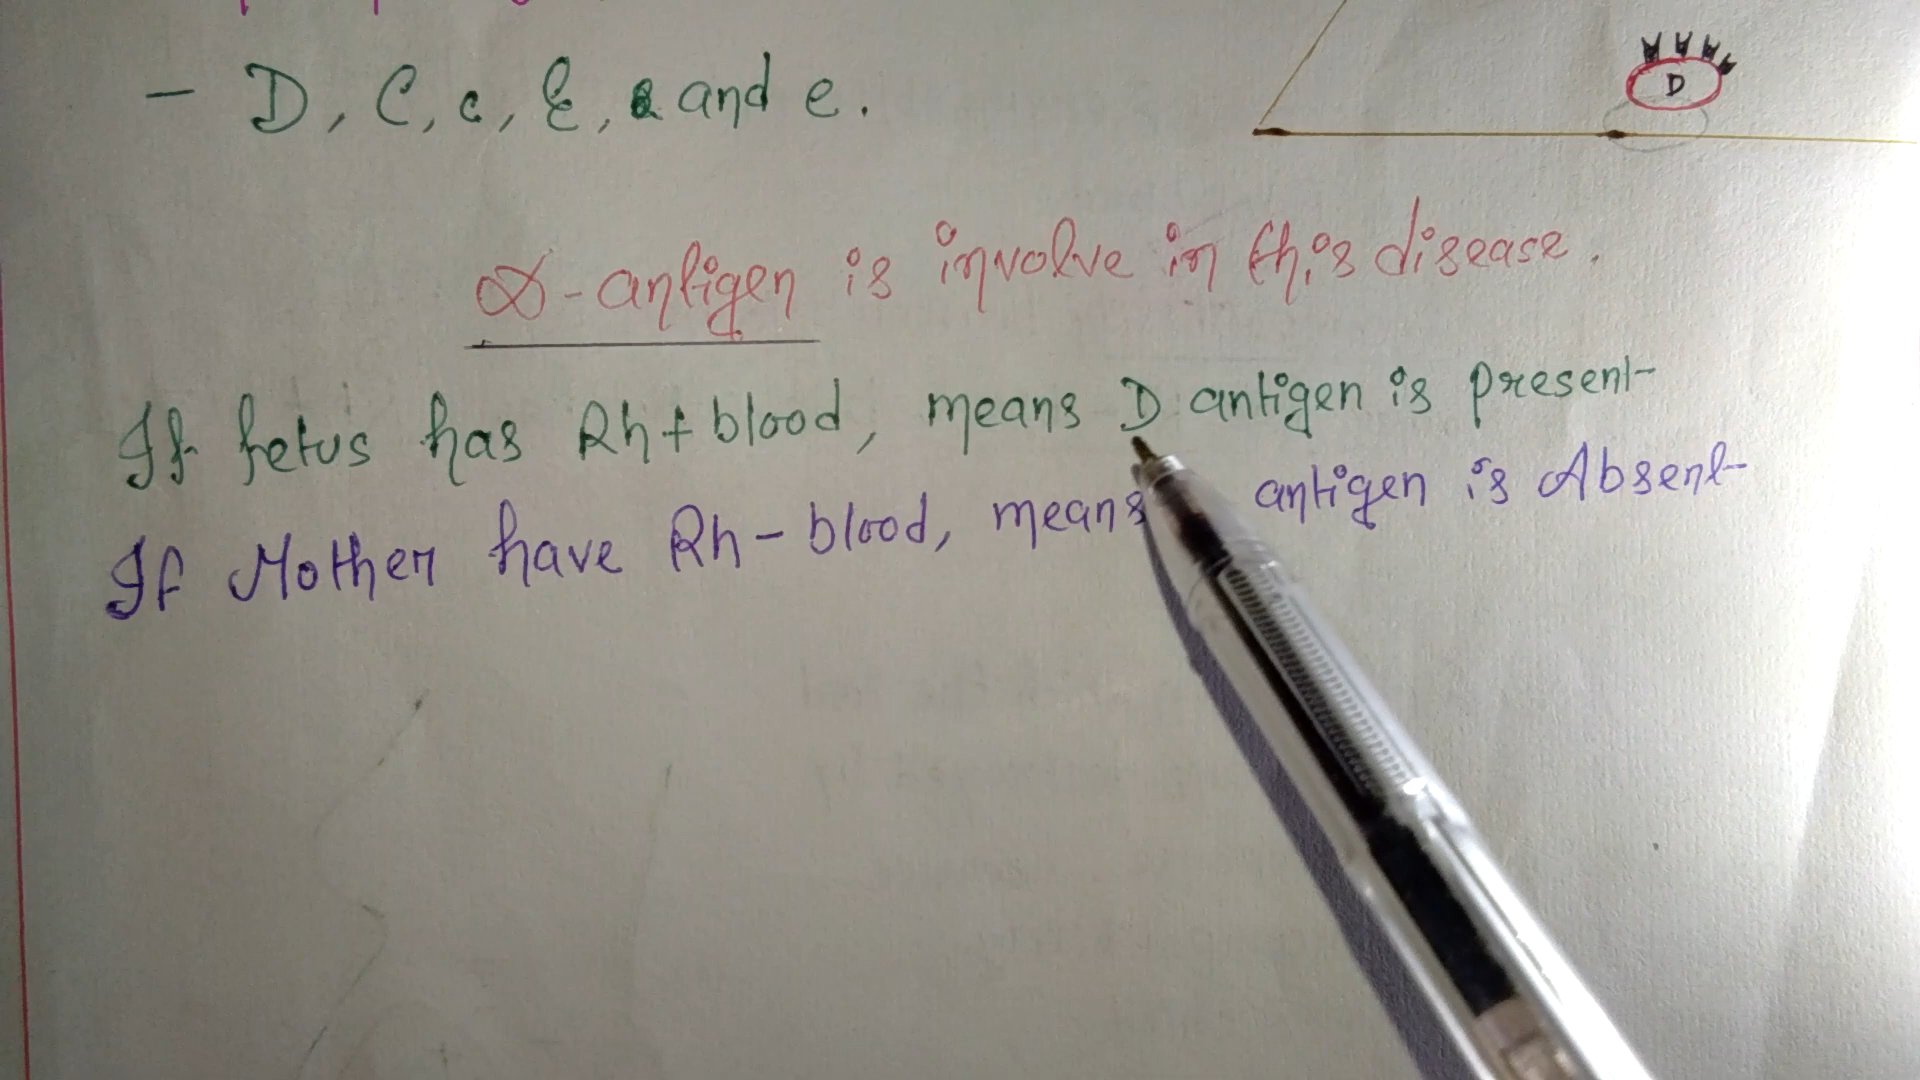 - D, C, c, E, and e.
D
D-antigen is involve in this disease.
If fetus has Rh+ blood, means D antigen is present
If Mother have Rh- blood, means antigen is Absent